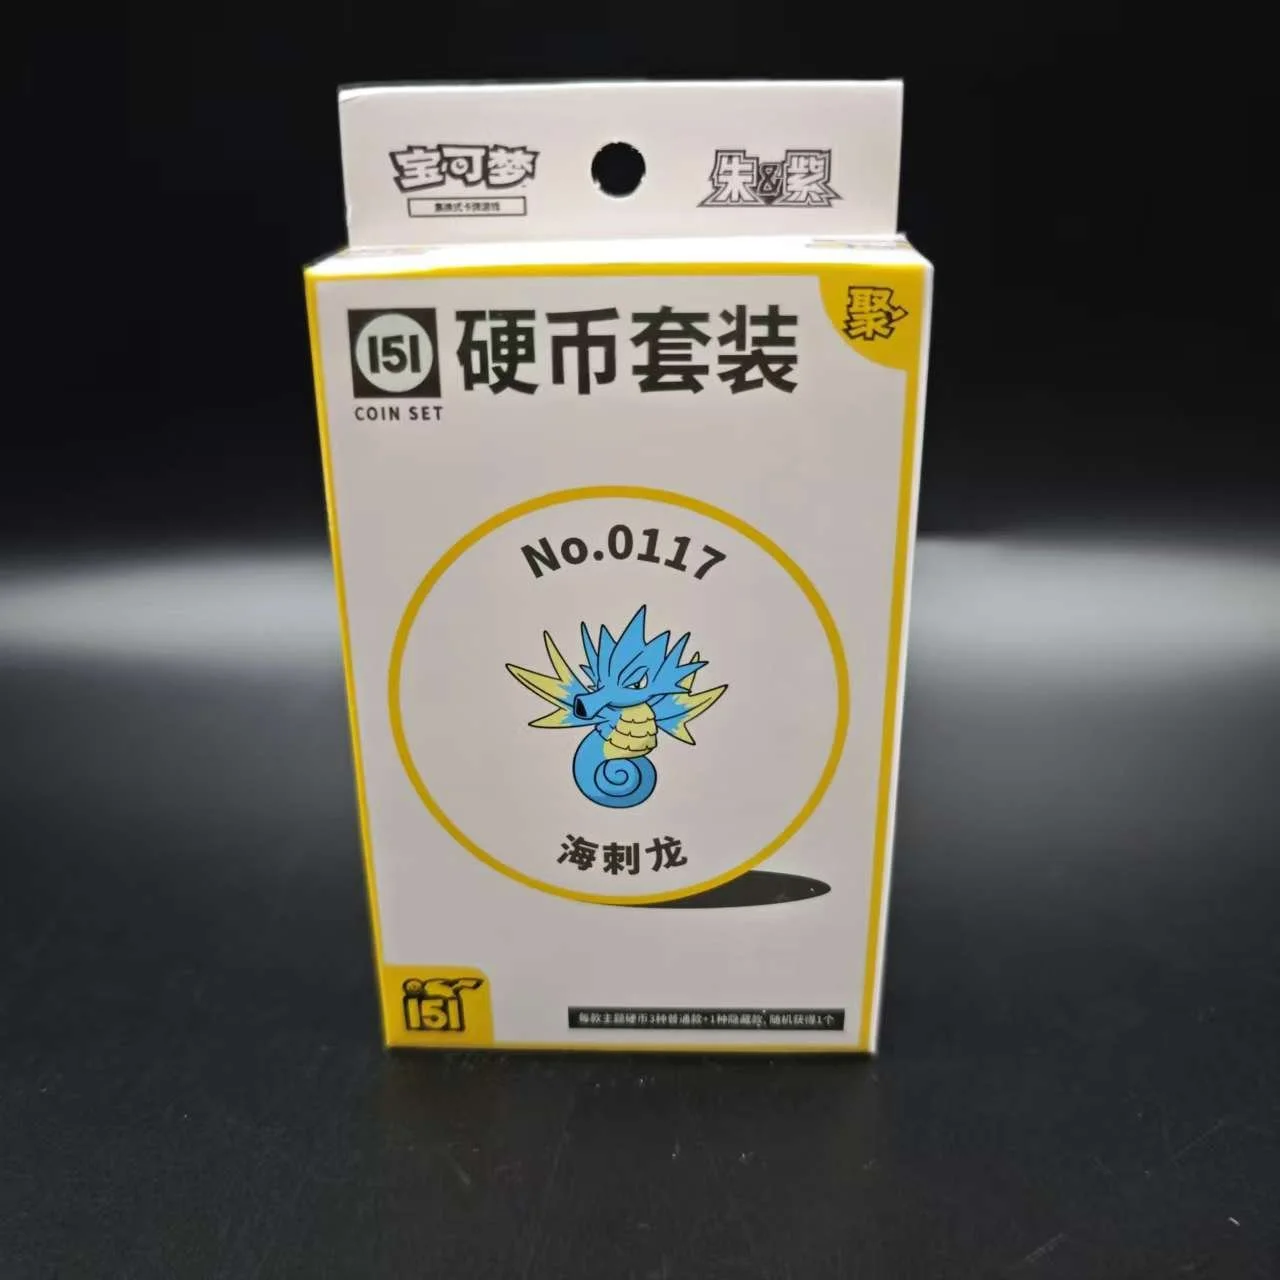 宝可梦
集换式卡牌游戏
朱&紫
聚
151 硬币套装
COIN SET
No.0117
海刺龙
151
每款主题硬币3种普通款+1种隐藏款, 随机获得1个